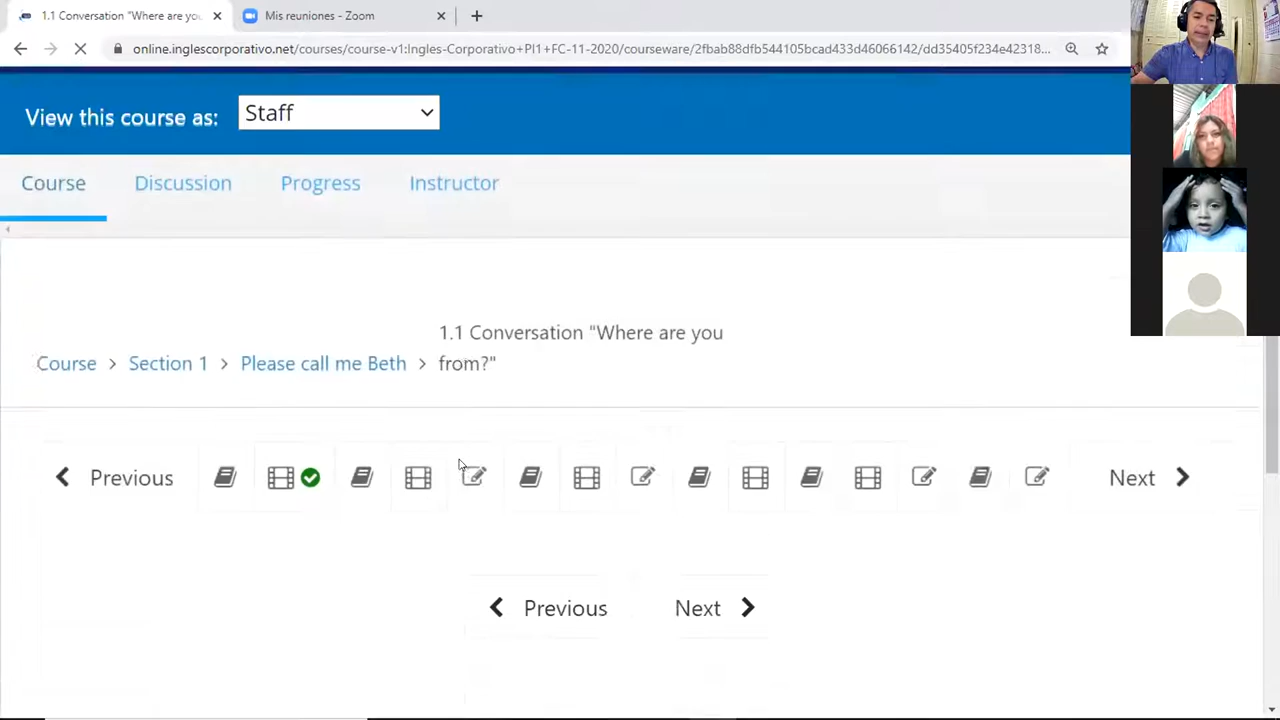 1.1 Conversation "Where are you
Mis reuniones - Zoom
online.inglescorporativo.net/courses/course-v1:Ingles-Corporativo+PI1+FC-11-2020/courseware/2fbab88dfb544105bcad433d46066142/dd35405f234e42318...
View this course as: Staff
Course Discussion Progress Instructor
1.1 Conversation "Where are you
Course > Section 1 > Please call me Beth > from?"
Previous Next
Previous Next